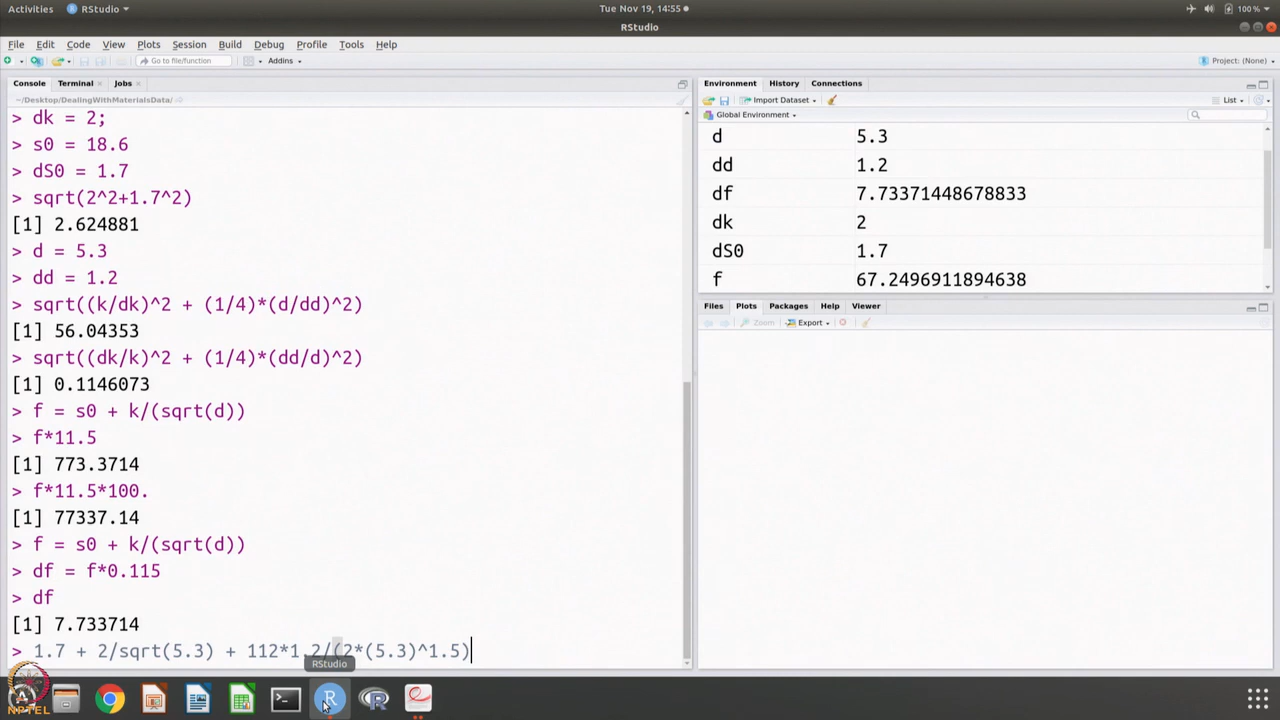 Activities RStudio Tue Nov 19, 14:55 100 %
RStudio
File Edit Code View Plots Session Build Debug Profile Tools Help
Go to file/function Addins Project: (None)
Console Terminal Jobs
~/Desktop/DealingWithMaterialsData/
> dk = 2;
> s0 = 18.6
> dS0 = 1.7
> sqrt(2^2+1.7^2)
[1] 2.624881
> d = 5.3
> dd = 1.2
> sqrt((k/dk)^2 + (1/4)*(d/dd)^2)
[1] 56.04353
> sqrt((dk/k)^2 + (1/4)*(dd/d)^2)
[1] 0.1146073
> f = s0 + k/(sqrt(d))
> f*11.5
[1] 773.3714
> f*11.5*100.
[1] 77337.14
> f = s0 + k/(sqrt(d))
> df = f*0.115
> df
[1] 7.733714
> 1.7 + 2/sqrt(5.3) + 112*1.2/(2*(5.3)^1.5)
Environment History Connections
Import Dataset List
Global Environment
d 5.3
dd 1.2
df 7.73371448678833
dk 2
dS0 1.7
f 67.2496911894638
Files Plots Packages Help Viewer
Zoom Export
RStudio
NPTEL